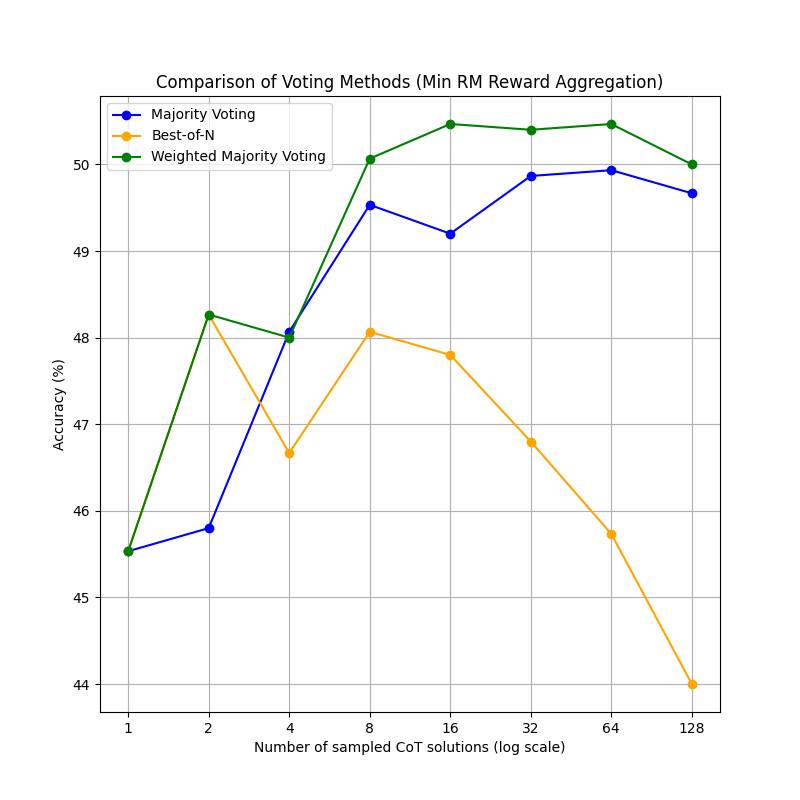 Comparison of Voting Methods (Min RM Reward Aggregation)
Majority Voting
Best-of-N
Weighted Majority Voting
50
49
48
47
46
45
44
Accuracy (%)
1 2 4 8 16 32 64 128
Number of sampled CoT solutions (log scale)